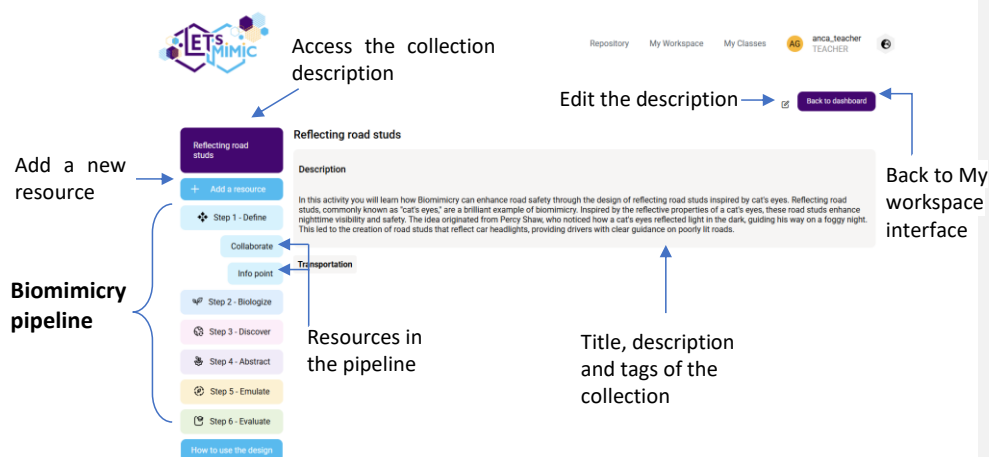 LET'S
MIMIC
Repository My Workspace My Classes AG anca_teacher
TEACHER
Access the collection
description
Edit the description
Back to dashboard
Reflecting road
studs
Reflecting road studs
Add a new
resource
+ Add a resource
Description
In this activity you will learn how Biomimicry can enhance road safety through the design of reflecting road studs inspired by cat's eyes. Reflecting road
studs, commonly known as "cat's eyes," are a brilliant example of biomimicry. Inspired by the reflective properties of a cat's eyes, these road studs enhance
nighttime visibility and safety. The idea originated from Percy Shaw, who noticed how a cat's eyes reflected light in the dark, guiding his way on a foggy night.
This led to the creation of road studs that reflect car headlights, providing drivers with clear guidance on poorly lit roads.
Transportation
Back to My
workspace
interface
Step 1 - Define
Collaborate
Info point
Biomimicry
pipeline
Step 2 - Biologize
Step 3 - Discover
Step 4 - Abstract
Step 5 - Emulate
Step 6 - Evaluate
How to use the design
Resources in
the pipeline
Title, description
and tags of the
collection